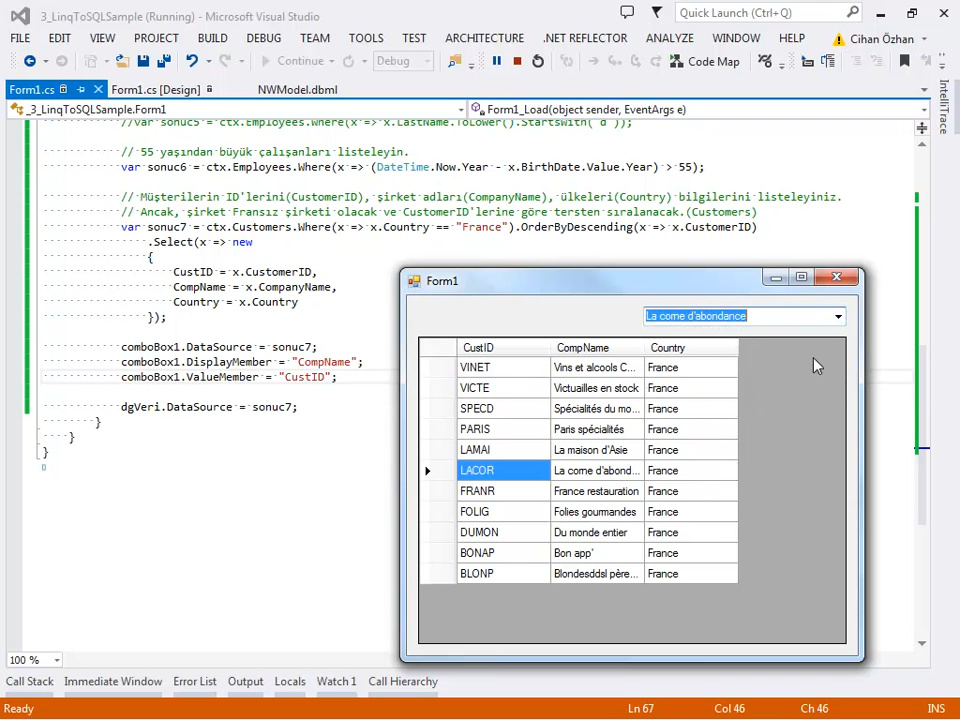 3_LinqToSQLSample (Running) - Microsoft Visual Studio
Quick Launch (Ctrl+Q)
FILE EDIT VIEW PROJECT BUILD DEBUG TEAM TOOLS TEST ARCHITECTURE .NET REFLECTOR ANALYZE WINDOW HELP Cihan Özhan
Continue Debug Code Map
Form1.cs Form1.cs [Design] NWModel.dbml
_3_LinqToSQLSample.Form1 Form1_Load(object sender, EventArgs e)
IntelliTrace
//var sonuc5 = ctx.Employees.Where(x => x.LastName.ToLower().StartsWith("d"));
// 55 yaşından büyük çalışanları listeleyin.
var sonuc6 = ctx.Employees.Where(x => (DateTime.Now.Year - x.BirthDate.Value.Year) > 55);
// Müşterilerin ID'lerini(CustomerID), şirket adları(CompanyName), ülkeleri(Country) bilgilerini listeleyiniz.
// Ancak, şirket Fransız şirketi olacak ve CustomerID'lerine göre tersten sıralanacak.(Customers)
var sonuc7 = ctx.Customers.Where(x => x.Country == "France").OrderByDescending(x => x.CustomerID)
.Select(x => new
{
CustID = x.CustomerID,
CompName = x.CompanyName,
Country = x.Country
});
comboBox1.DataSource = sonuc7;
comboBox1.DisplayMember = "CompName";
comboBox1.ValueMember = "CustID";
dgVeri.DataSource = sonuc7;
}
}
}
Form1
La corne d'abondance
CustID CompName Country
VINET Vins et alcools C... France
VICTE Victuailles en stock France
SPECD Spécialités du mo... France
PARIS Paris spécialités France
LAMAI La maison d'Asie France
LACOR La corne d'abond... France
FRANR France restauration France
FOLIG Folies gourmandes France
DUMON Du monde entier France
BONAP Bon app' France
BLONP Blondesddsl père... France
100 %
Call Stack Immediate Window Error List Output Locals Watch 1 Call Hierarchy
Ready Ln 67 Col 46 Ch 46 INS